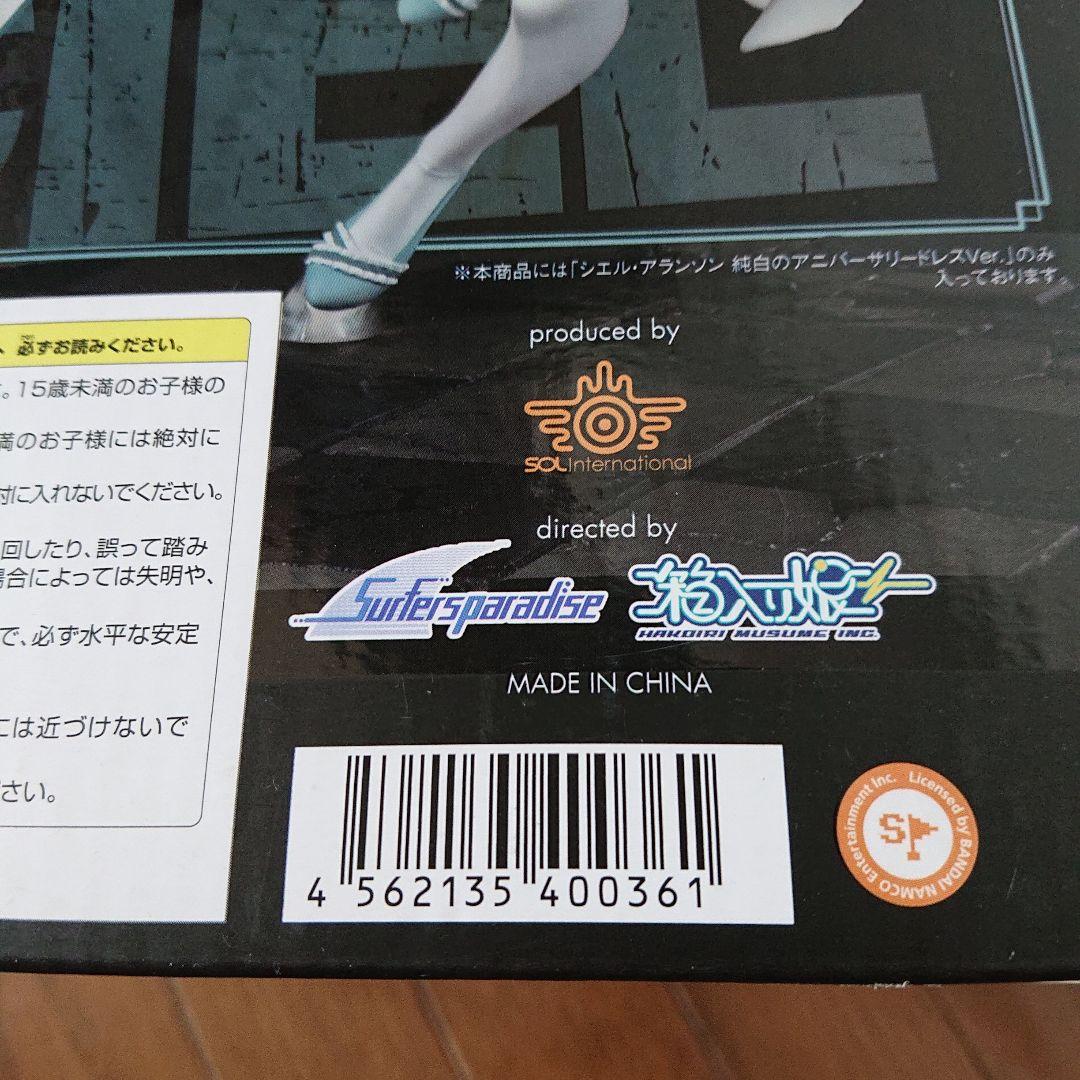 CIEL
※本商品には「シエル・アランソン 純白のアニバーサリードレスVer.」のみ
入っております。
、必ずお読みください。
。15歳未満のお子様の
満のお子様には絶対に
対に入れないでください。
回したり、誤って踏み
場合によっては失明や、
で、必ず水平な安定
には近づけないで
ださい。
produced by
SOL International
directed by
Surfersparadise
箱入り娘
HAKOIRI MUSUME INC.
MADE IN CHINA
4 562135 400361
Licensed by BANDAI NAMCO Entertainment Inc.
SP